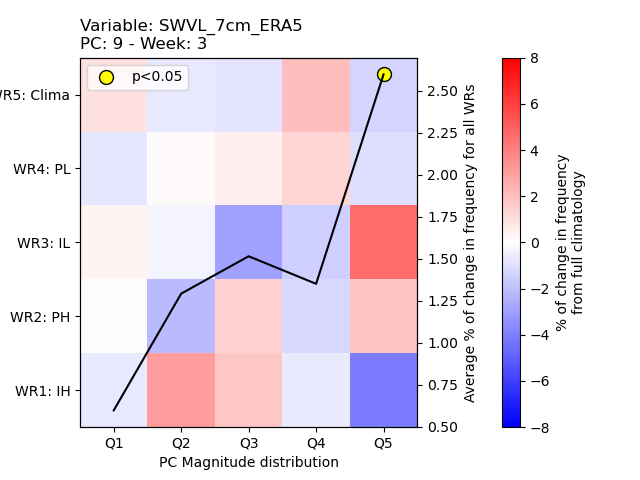 Variable: SWVL_7cm_ERA5
PC: 9 - Week: 3
p<0.05
WR5: Clima
WR4: PL
WR3: IL
WR2: PH
WR1: IH
Q1 Q2 Q3 Q4 Q5
PC Magnitude distribution
2.50
2.25
2.00
1.75
1.50
1.25
1.00
0.75
0.50
Average % of change in frequency for all WRs
8
6
4
2
0
−2
−4
−6
−8
% of change in frequency
from full climatology